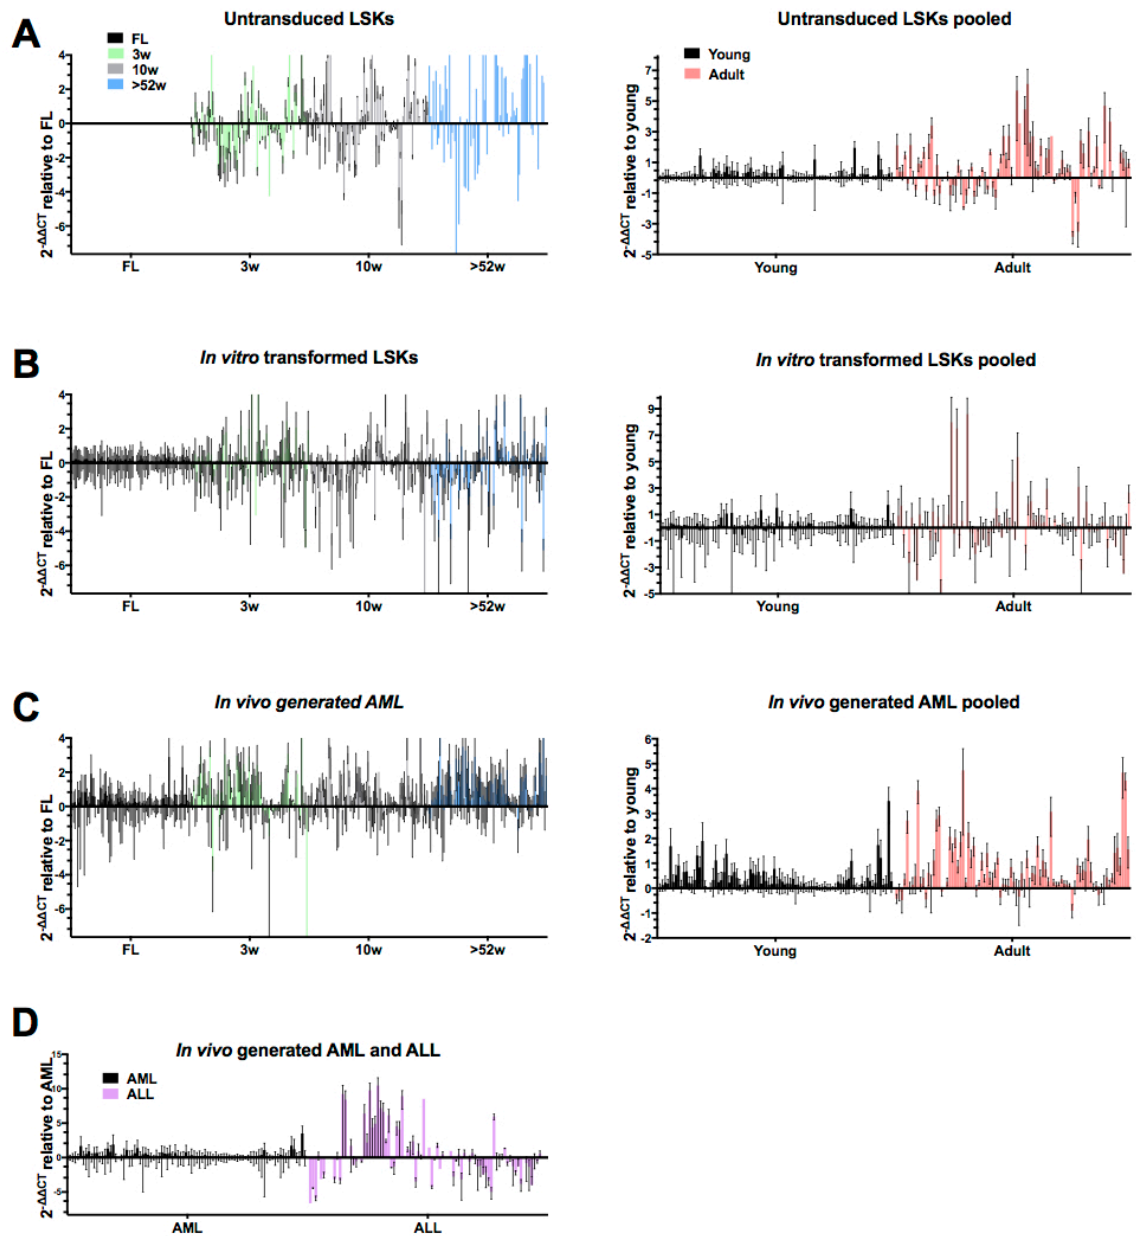 A
Untransduced LSKs
FL
3w
10w
>52w
2-ΔΔCT relative to FL
4
2
0
-2
-4
-6
FL 3w 10w >52w
Untransduced LSKs pooled
Young
Adult
2-ΔΔCT relative to young
7
5
3
1
-1
-3
-5
Young Adult
B
In vitro transformed LSKs
2-ΔΔCT relative to FL
4
2
0
-2
-4
-6
FL 3w 10w >52w
In vitro transformed LSKs pooled
2-ΔΔCT relative to young
9
7
5
3
1
-1
-3
-5
Young Adult
C
In vivo generated AML
2-ΔΔCT relative to FL
4
2
0
-2
-4
-6
FL 3w 10w >52w
In vivo generated AML pooled
2-ΔΔCT relative to young
6
5
4
3
2
1
0
-1
-2
Young Adult
D
In vivo generated AML and ALL
AML
ALL
2-ΔΔCT relative to AML
15
10
5
0
-5
AML ALL